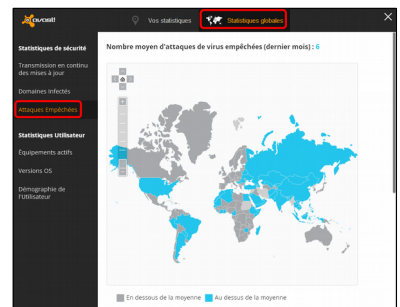 avast!
Vos statistiques
Statistiques globales
Statistiques de sécurité
Transmission en continu
des mises à jour
Domaines Infectés
Attaques Empêchées
Statistiques Utilisateur
Équipements actifs
Versions OS
Démographie de
l'Utilisateur
Nombre moyen d'attaques de virus empêchées (dernier mois) : 6
En dessous de la moyenne
Au dessus de la moyenne